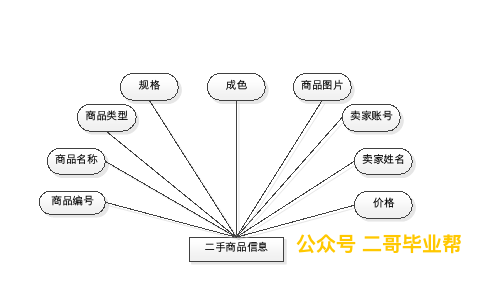 规格
成色
商品图片
商品类型
卖家账号
商品名称
卖家姓名
商品编号
价格
二手商品信息
公众号 二哥毕业帮